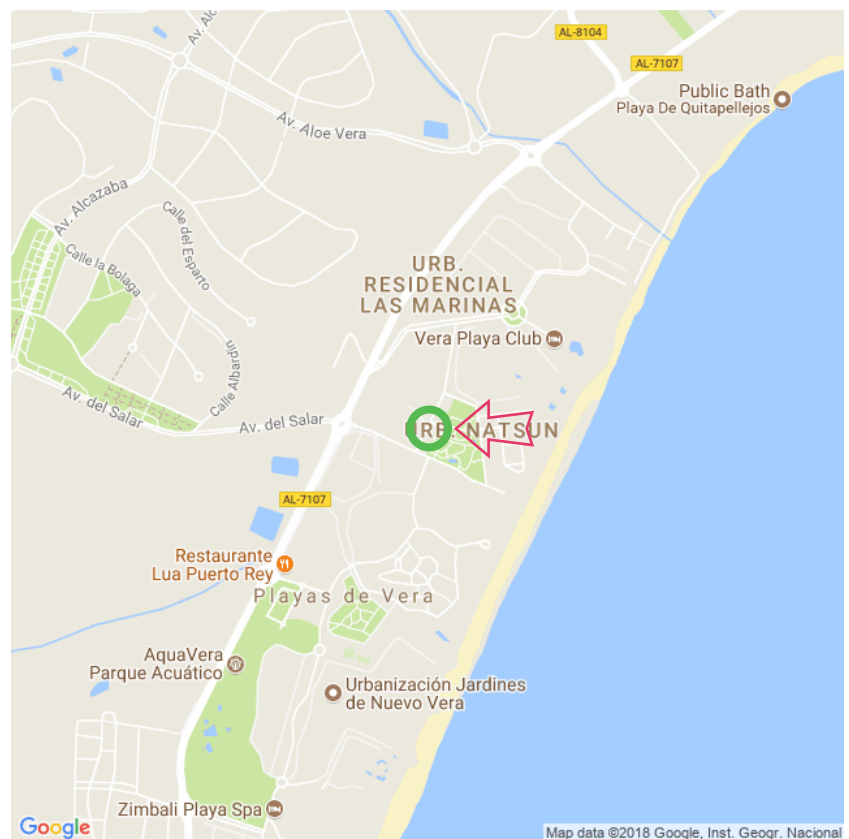 Av. Alc
AL-8104
AL-7107
Public Bath
Playa De Quitapellejos
Av. Aloe Vera
Av. Alcazaba
Calle del Esparto
Calle la Bolaga
URB.
RESIDENCIAL
LAS MARINAS
Vera Playa Club
Calle Albardín
Av. del Salar
Av. del Salar
URB. NATSUN
AL-7107
Restaurante
Lua Puerto Rey
Playas de Vera
AquaVera
Parque Acuático
Urbanización Jardines
de Nuevo Vera
Zimbali Playa Spa
Google
Map data ©2018 Google, Inst. Geogr. Nacional